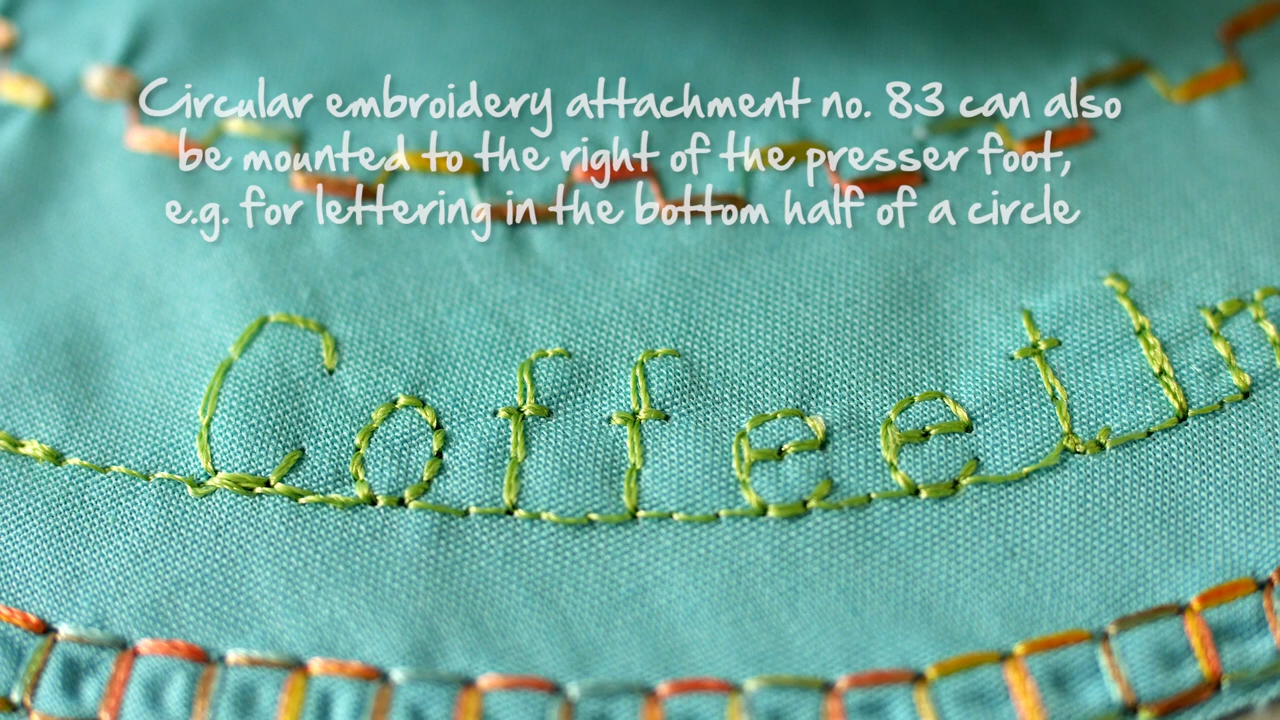 Circular embroidery attachment no. 83 can also
be mounted to the right of the presser foot,
e.g. for lettering in the bottom half of a circle
Coffeetim